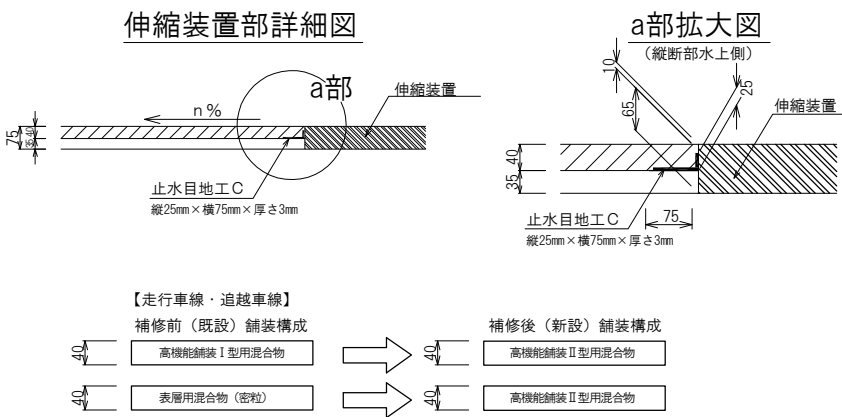 伸縮装置部詳細図
a部拡大図
(縦断部水上側)
a部
n%
伸縮装置
75
40
35
止水目地工C
縦25mm×横75mm×厚さ3mm
10
65
25
伸縮装置
40
35
75
止水目地工C
縦25mm×横75mm×厚さ3mm
【走行車線・追越車線】
補修前(既設)舗装構成
補修後(新設)舗装構成
40
高機能舗装Ⅰ型用混合物
40
高機能舗装Ⅱ型用混合物
40
表層用混合物(密粒)
40
高機能舗装Ⅱ型用混合物